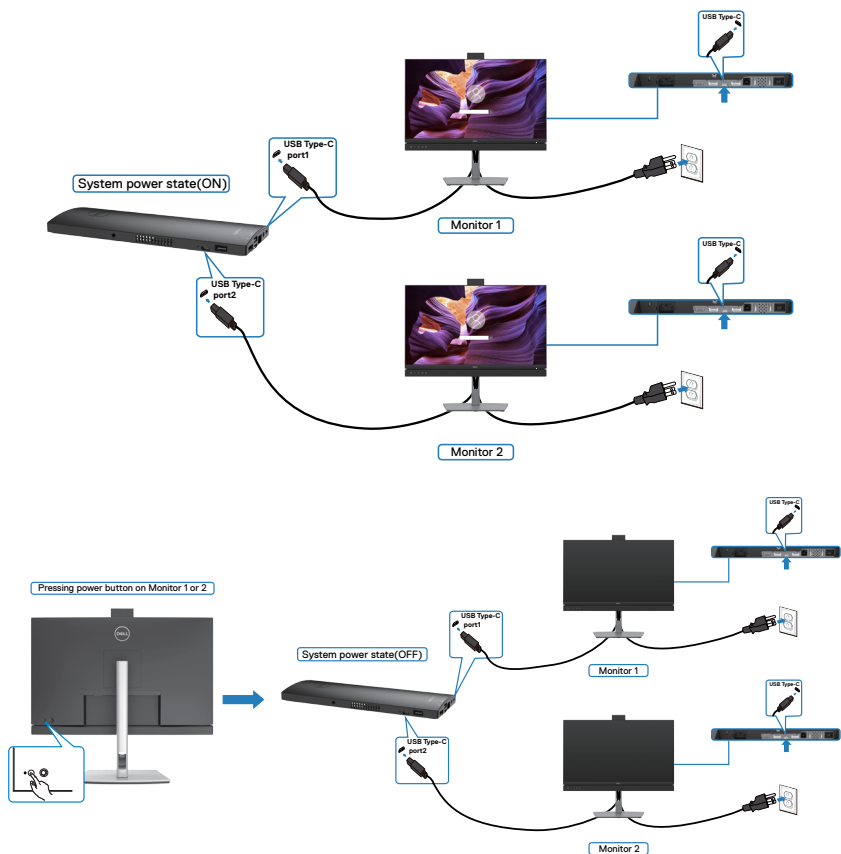 USB Type-C
USB Type-C
port1
System power state(ON)
Monitor 1
USB Type-C
USB Type-C
port2
Monitor 2
USB Type-C
Pressing power button on Monitor 1 or 2
DELL
USB Type-C
port1
System power state(OFF)
Monitor 1
USB Type-C
USB Type-C
port2
Monitor 2